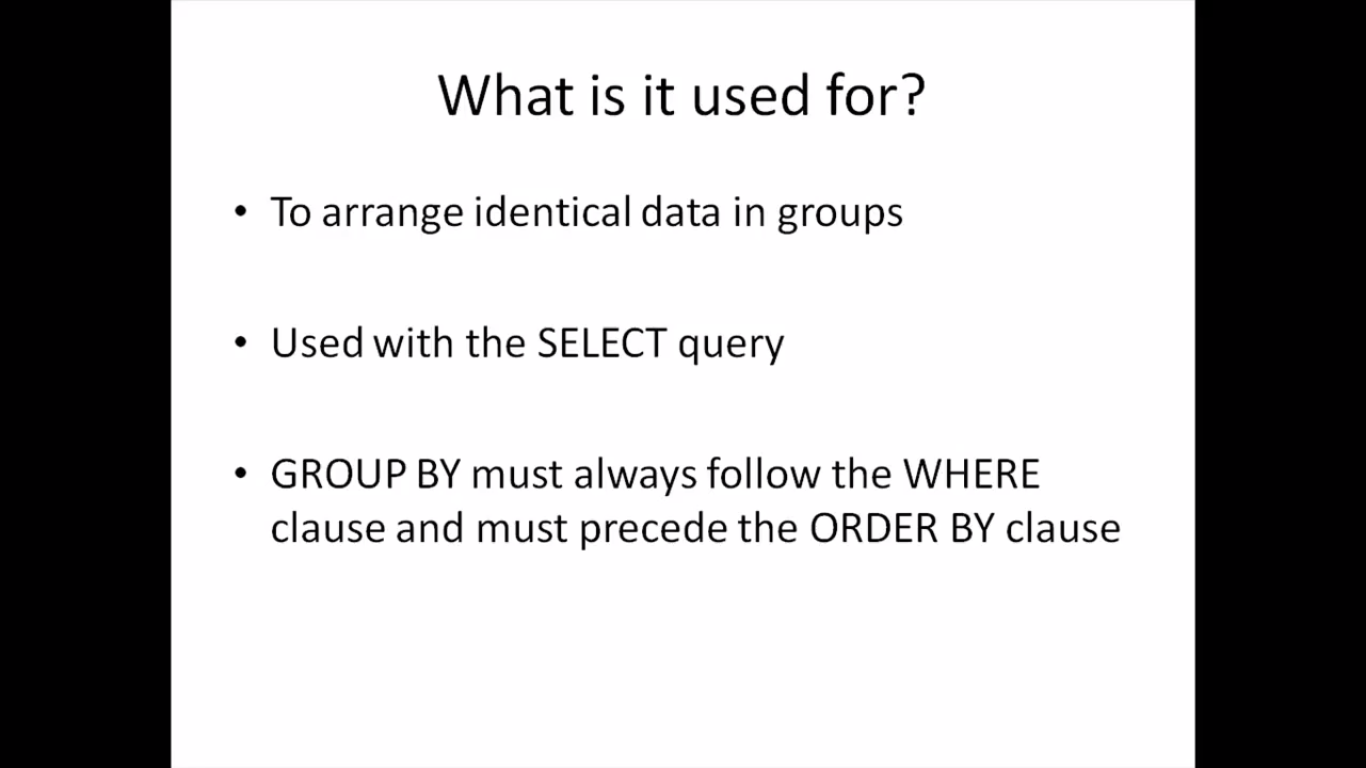 What is it used for?
• To arrange identical data in groups
• Used with the SELECT query
• GROUP BY must always follow the WHERE
clause and must precede the ORDER BY clause